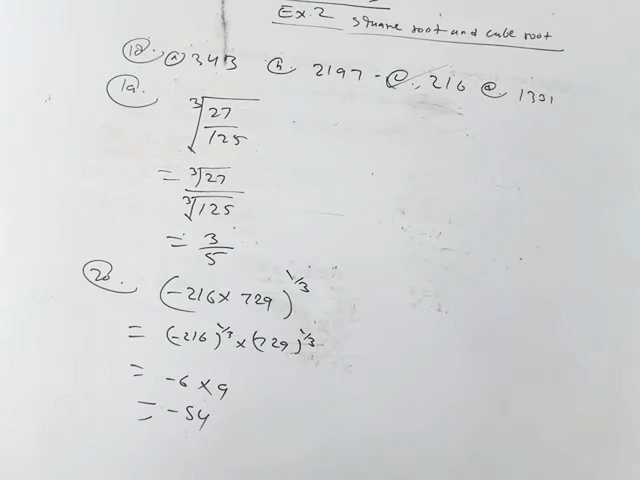 Ex.2 square root and cube root
18. (a) 343 (b) 2197 - (c). 216 (d). 1331
19.
∛(27/125)
= ∛27/∛125
= 3/5
20. (-216 × 729)^1/3
= (-216)^1/3 × (729)^1/3
= -6 × 9
= -54